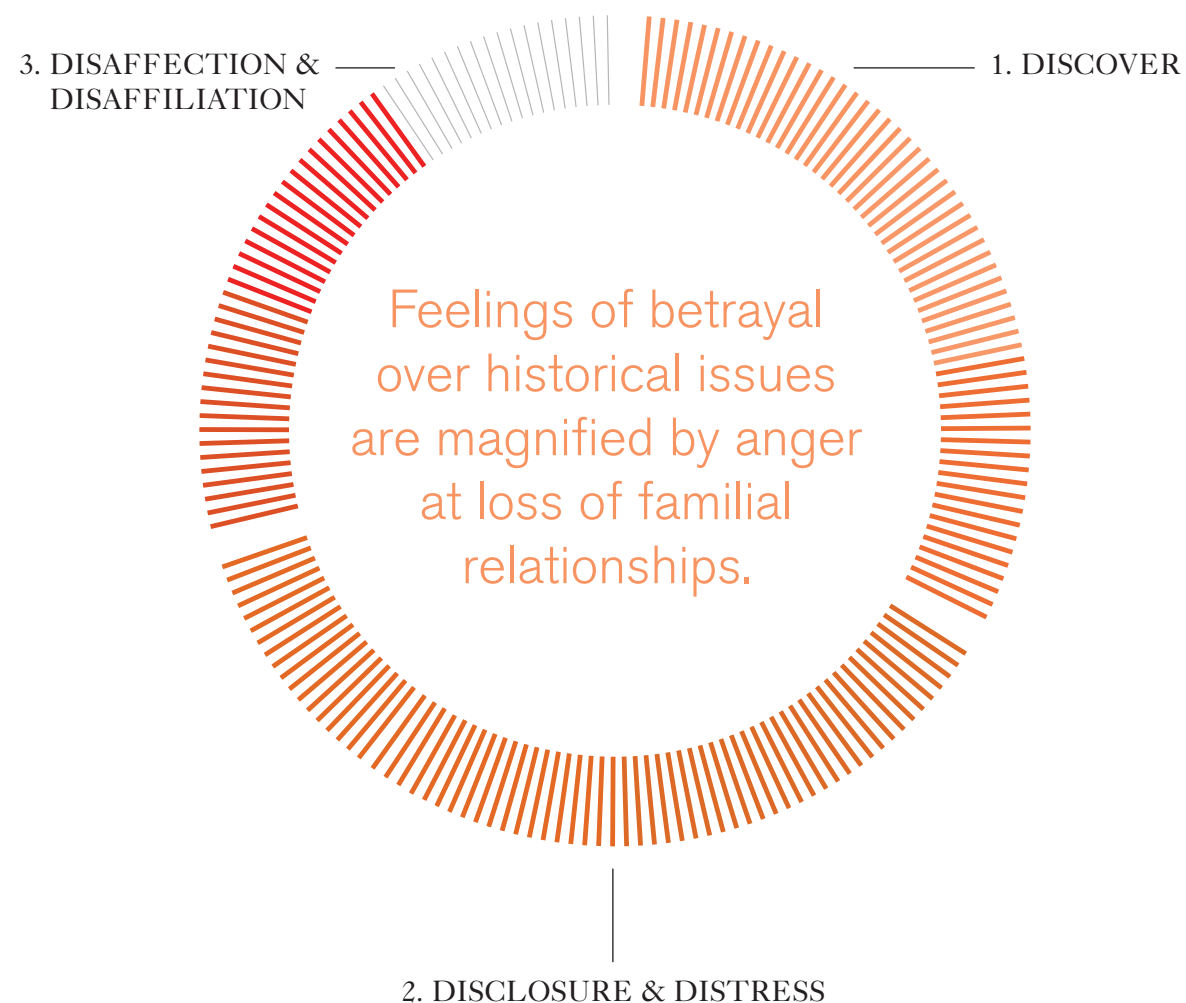 3. DISAFFECTION &
DISAFFILIATION
1. DISCOVER
Feelings of betrayal
over historical issues
are magnified by anger
at loss of familial
relationships.
2. DISCLOSURE & DISTRESS